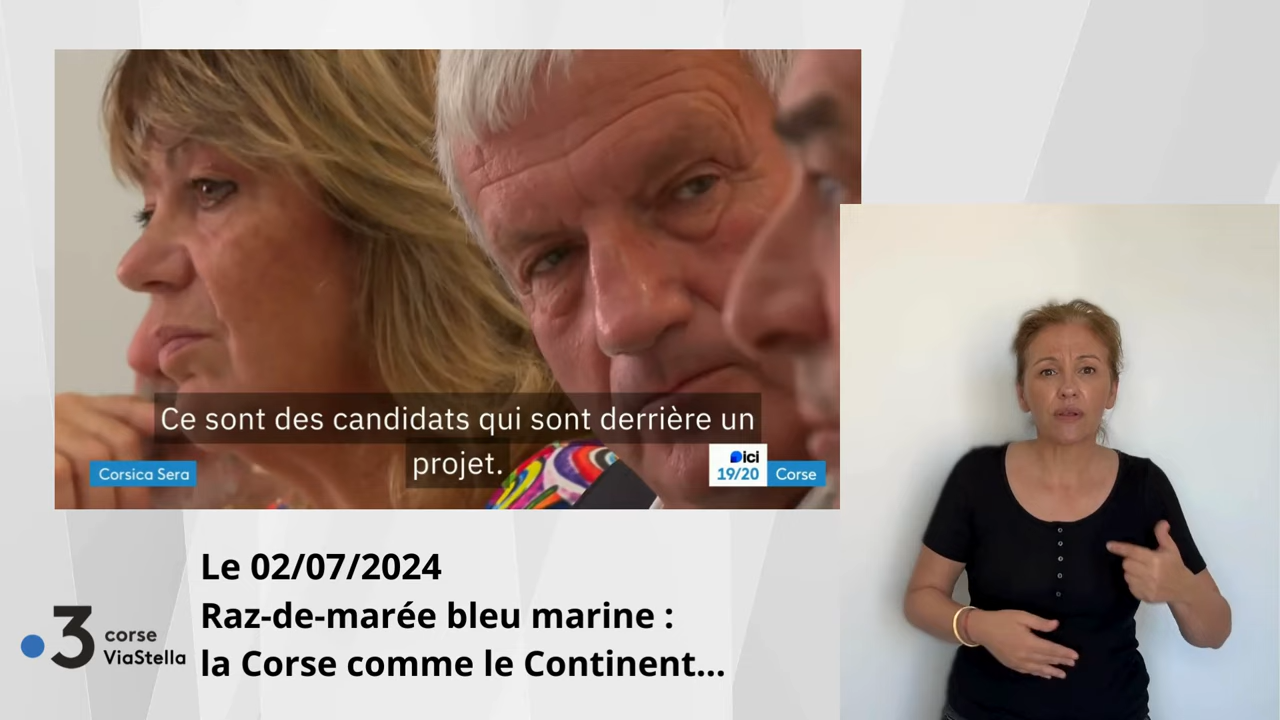 Ce sont des candidats qui sont derrière un
projet.
Corsica Sera
ici
19/20 Corse
Le 02/07/2024
Raz-de-marée bleu marine :
la Corse comme le Continent...
3 corse
ViaStella